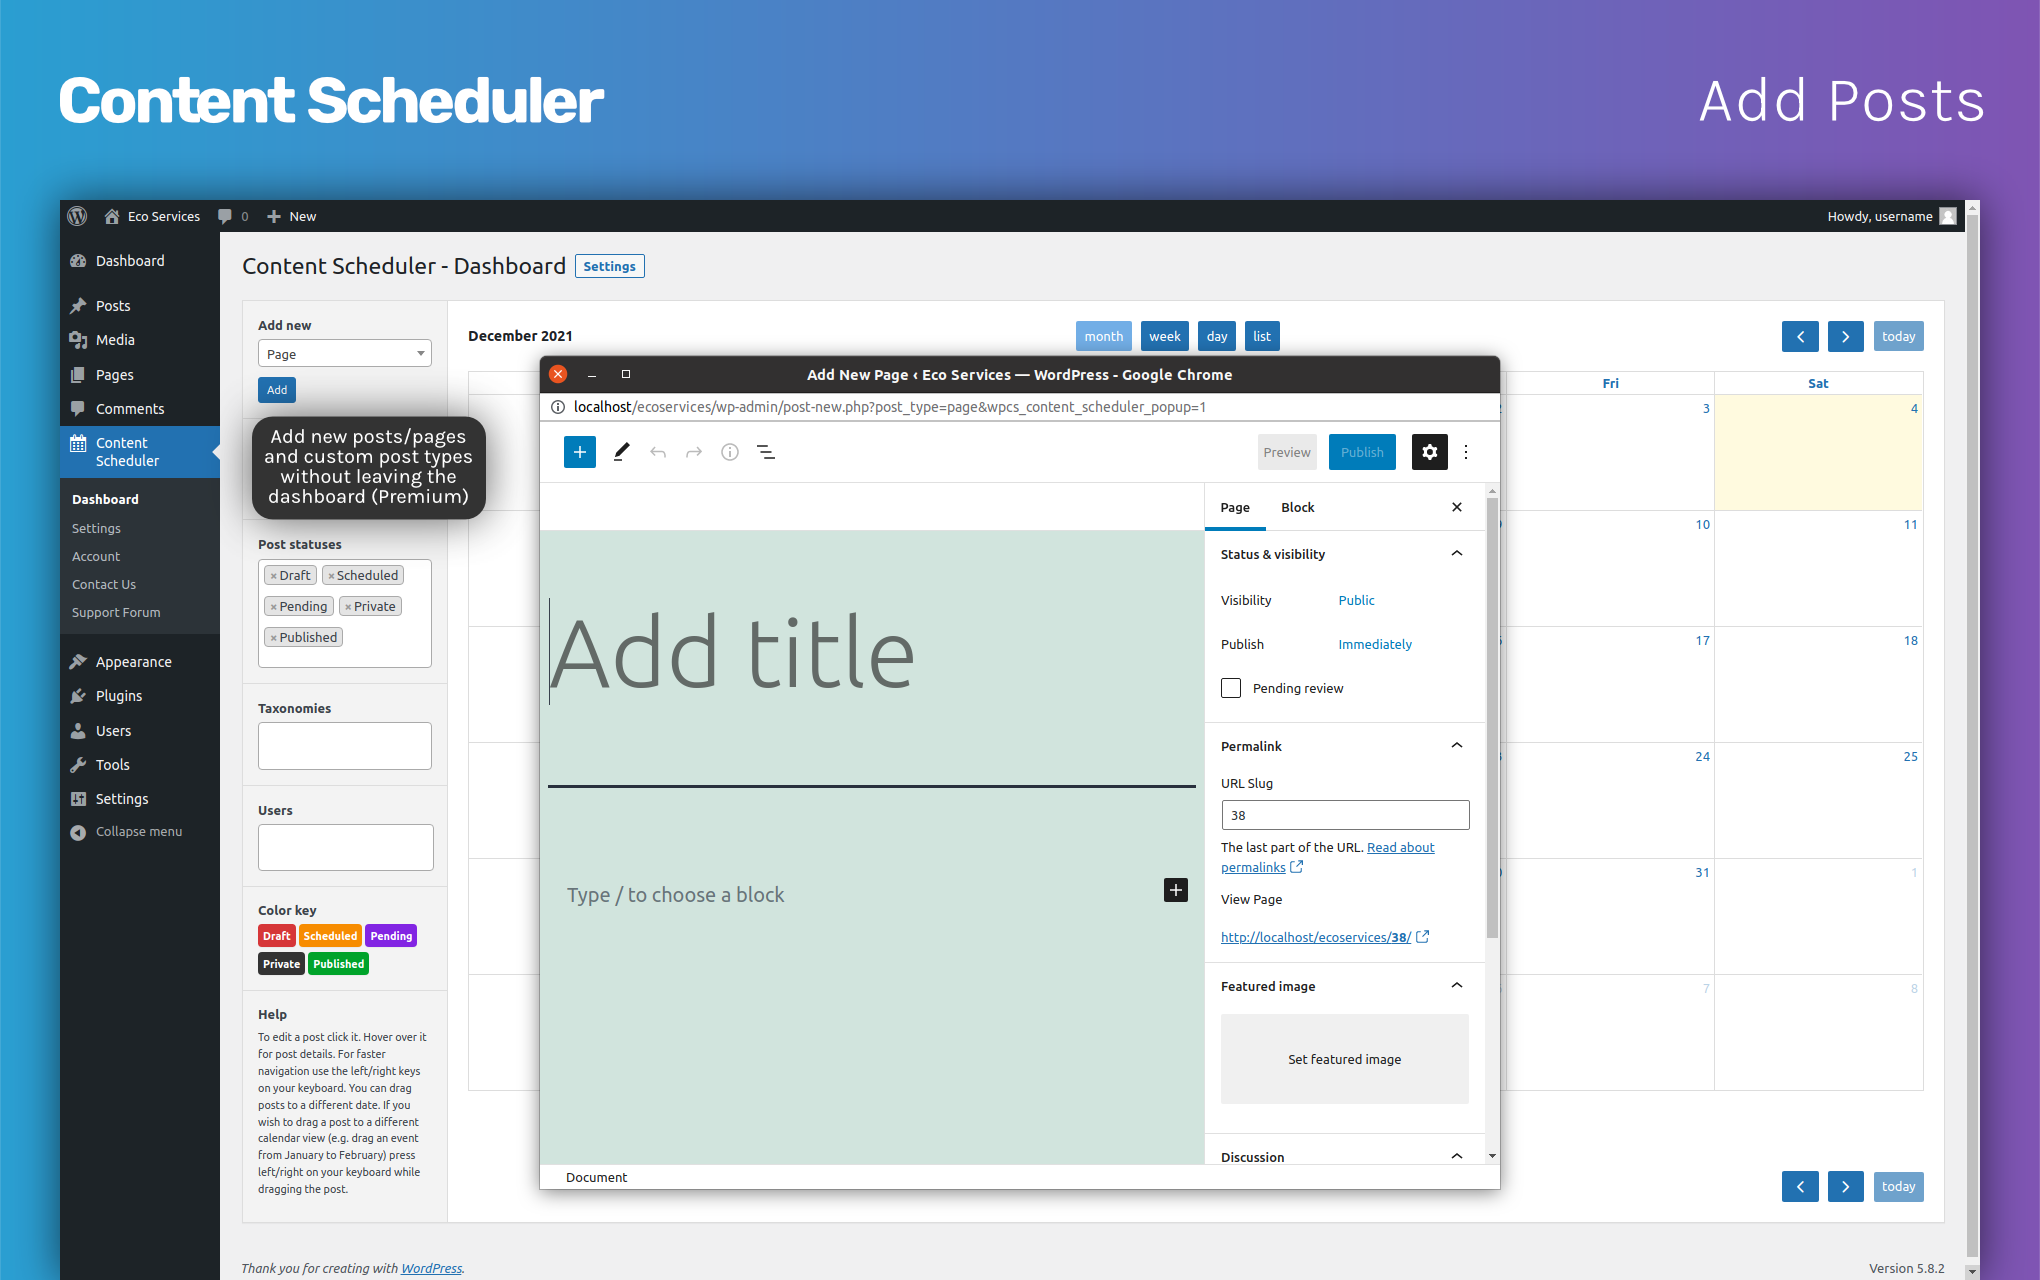 Content Scheduler
Add Posts
Eco Services
0
New
Howdy, username
Dashboard
Posts
Media
Pages
Comments
Content
Scheduler
Dashboard
Settings
Account
Contact Us
Support Forum
Appearance
Plugins
Users
Tools
Settings
Collapse menu
Content Scheduler - Dashboard
Settings
Add new
Page
Add
Add new posts/pages
and custom post types
without leaving the
dashboard (Premium)
Post statuses
× Draft × Scheduled
× Pending × Private
× Published
Taxonomies
Users
Color key
Draft Scheduled Pending
Private Published
Help
To edit a post click it. Hover over it
for post details. For faster
navigation use the left/right keys
on your keyboard. You can drag
posts to a different date. If you
wish to drag a post to a different
calendar view (e.g. drag an event
from January to February) press
left/right on your keyboard while
dragging the post.
December 2021
month week day list
today
Fri Sat
3 4
10 11
17 18
24 25
31 1
7 8
Add New Page ‹ Eco Services — WordPress - Google Chrome
localhost/ecoservices/wp-admin/post-new.php?post_type=page&wpcs_content_scheduler_popup=1
Preview Publish
Add title
Type / to choose a block
Page Block
Status & visibility
Visibility Public
Publish Immediately
Pending review
Permalink
URL Slug
38
The last part of the URL. Read about
permalinks
View Page
http://localhost/ecoservices/38/
Featured image
Set featured image
Discussion
Document
today
Thank you for creating with WordPress.
Version 5.8.2